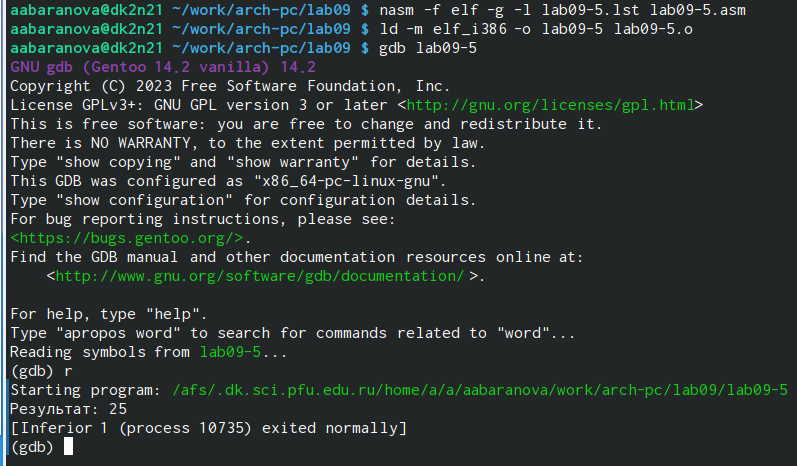 aabaranova@dk2n21 ~/work/arch-pc/lab09 $ nasm -f elf -g -l lab09-5.lst lab09-5.asm
aabaranova@dk2n21 ~/work/arch-pc/lab09 $ ld -m elf_i386 -o lab09-5 lab09-5.o
aabaranova@dk2n21 ~/work/arch-pc/lab09 $ gdb lab09-5
GNU gdb (Gentoo 14.2 vanilla) 14.2
Copyright (C) 2023 Free Software Foundation, Inc.
License GPLv3+: GNU GPL version 3 or later <http://gnu.org/licenses/gpl.html>
This is free software: you are free to change and redistribute it.
There is NO WARRANTY, to the extent permitted by law.
Type "show copying" and "show warranty" for details.
This GDB was configured as "x86_64-pc-linux-gnu".
Type "show configuration" for configuration details.
For bug reporting instructions, please see:
<https://bugs.gentoo.org/>.
Find the GDB manual and other documentation resources online at:
    <http://www.gnu.org/software/gdb/documentation/>.

For help, type "help".
Type "apropos word" to search for commands related to "word"...
Reading symbols from lab09-5...
(gdb) r
Starting program: /afs/.dk.sci.pfu.edu.ru/home/a/a/aabaranova/work/arch-pc/lab09/lab09-5
Результат: 25
[Inferior 1 (process 10735) exited normally]
(gdb)